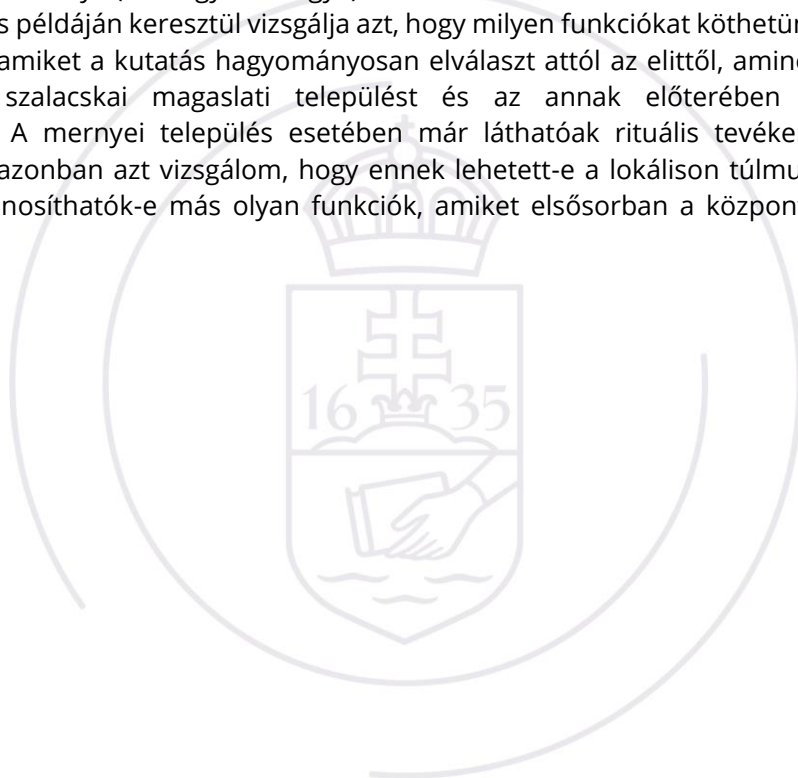 s példáján keresztül vizsgálja azt, hogy milyen funkciókat köthetü
amiket a kutatás hagyományosan elválaszt attól az elittől, amin
szalacskai magaslati települést és az annak előterében
A mernyei település esetében már láthatóak rituális tevéke
azonban azt vizsgálom, hogy ennek lehetett-e a lokálison túlmu
nosíthatók-e más olyan funkciók, amiket elsősorban a közpon
16 35